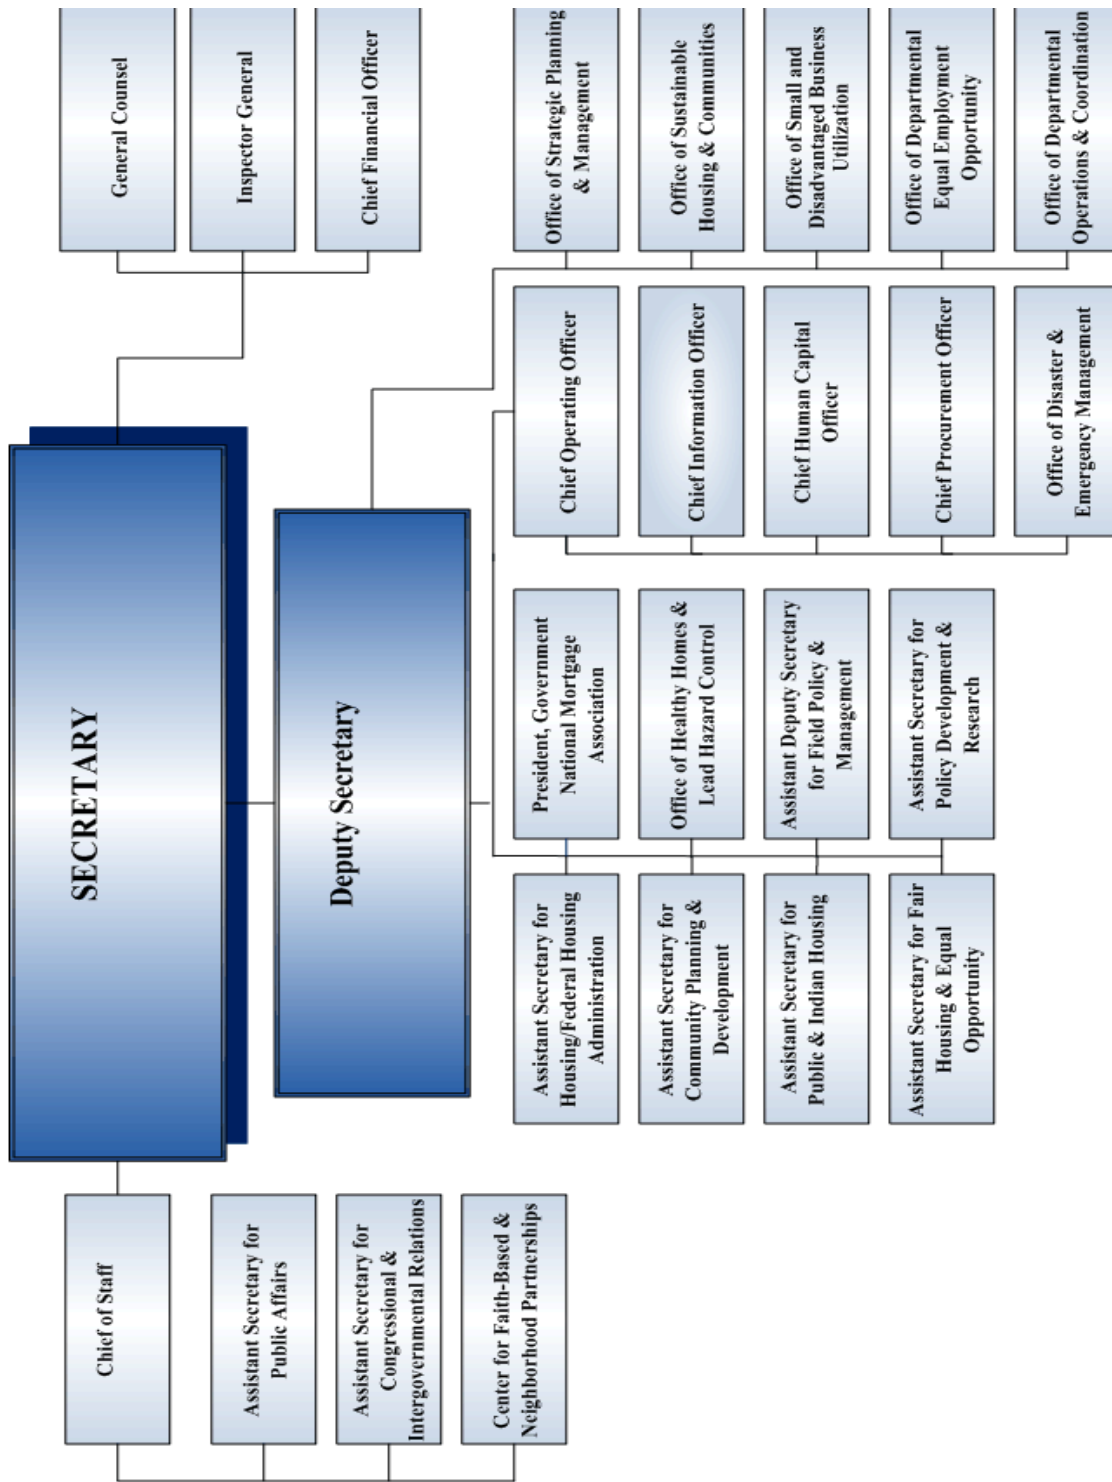 SECRETARY
Deputy Secretary
Chief of Staff
Assistant Secretary for
Public Affairs
Assistant Secretary for
Congressional &
Intergovernmental Relations
Center for Faith-Based &
Neighborhood Partnerships
General Counsel
Inspector General
Chief Financial Officer
Assistant Secretary for
Housing/Federal Housing
Administration
Assistant Secretary for
Community Planning &
Development
Assistant Secretary for
Public & Indian Housing
Assistant Secretary for Fair
Housing & Equal
Opportunity
President, Government
National Mortgage
Association
Office of Healthy Homes &
Lead Hazard Control
Assistant Deputy Secretary
for Field Policy &
Management
Assistant Secretary for
Policy Development &
Research
Chief Operating Officer
Chief Information Officer
Chief Human Capital
Officer
Chief Procurement Officer
Office of Disaster &
Emergency Management
Office of Strategic Planning
& Management
Office of Sustainable
Housing & Communities
Office of Small and
Disadvantaged Business
Utilization
Office of Departmental
Equal Employment
Opportunity
Office of Departmental
Operations & Coordination